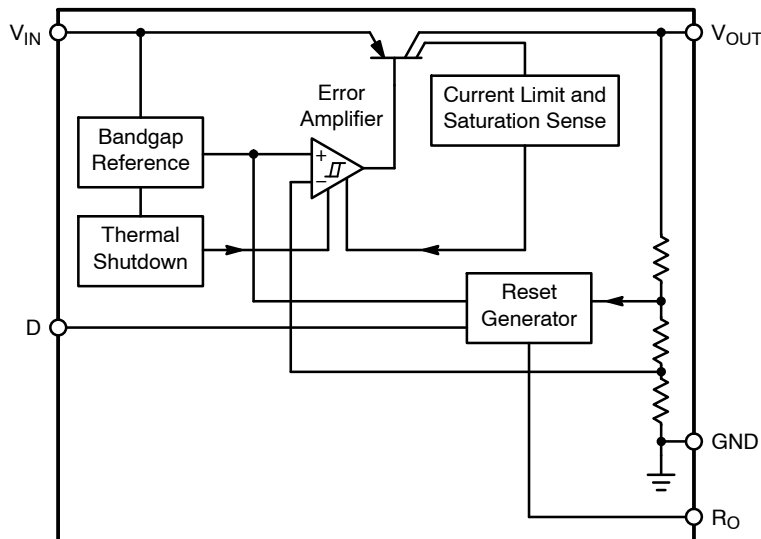 V_IN
V_OUT
Error
Amplifier
Current Limit and
Saturation Sense
Bandgap
Reference
+
−
Thermal
Shutdown
Reset
Generator
D
GND
R_O